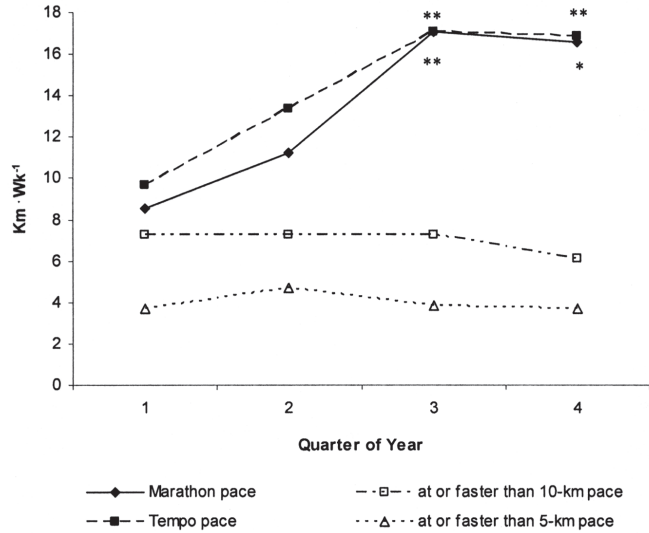 18
16
14
12
10
8
6
4
2
0
Km · Wk-1
** **
** *
1 2 3 4
Quarter of Year
Marathon pace
at or faster than 10-km pace
Tempo pace
at or faster than 5-km pace